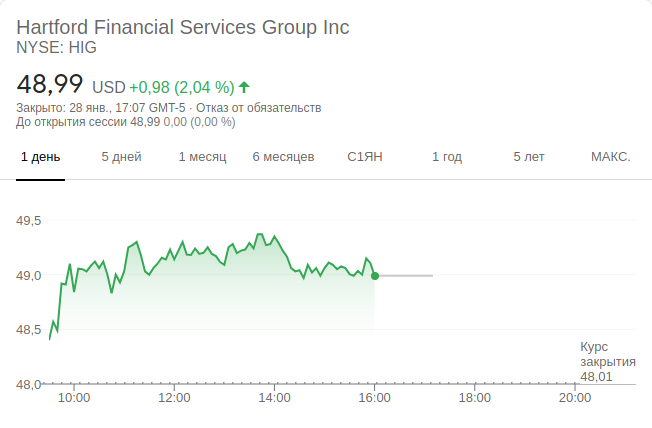 Hartford Financial Services Group Inc
NYSE: HIG
48,99 USD +0,98 (2,04 %)
Закрыто: 28 янв., 17:07 GMT-5 · Отказ от обязательств
До открытия сессии 48,99 0,00 (0,00 %)
1 день 5 дней 1 месяц 6 месяцев С1ЯН 1 год 5 лет МАКС.
49,5
49,0
48,5
Курс
закрытия
48,01
48,0
10:00 12:00 14:00 16:00 18:00 20:00